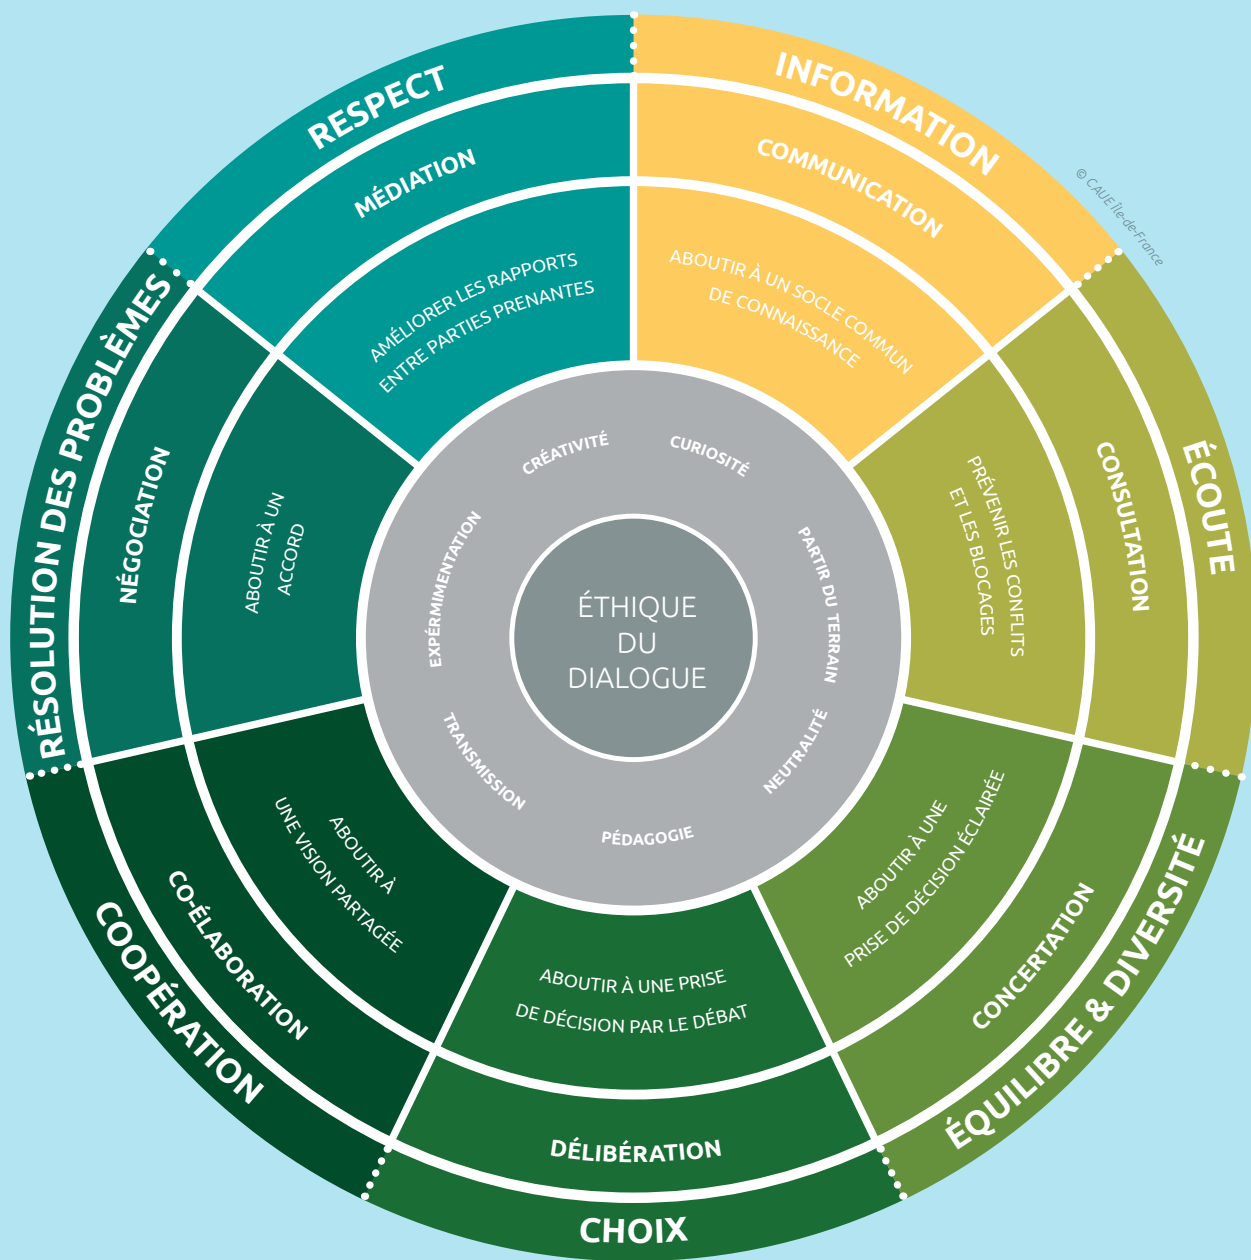 INFORMATION
COMMUNICATION
ABOUTIR À UN SOCLE COMMUN
DE CONNAISSANCE
© CAUE Île-de-France
ÉCOUTE
CONSULTATION
PRÉVENIR LES CONFLITS
ET LES BLOCAGES
ÉQUILIBRE & DIVERSITÉ
CONCERTATION
ABOUTIR À UNE
PRISE DE DÉCISION ÉCLAIRÉE
CHOIX
DÉLIBÉRATION
ABOUTIR À UNE PRISE
DE DÉCISION PAR LE DÉBAT
COOPÉRATION
CO-ÉLABORATION
ABOUTIR À
UNE VISION PARTAGÉE
RÉSOLUTION DES PROBLÈMES
NÉGOCIATION
ABOUTIR À UN
ACCORD
RESPECT
MÉDIATION
AMÉLIORER LES RAPPORTS
ENTRE PARTIES PRENANTES
CURIOSITÉ
PARTIR DU TERRAIN
NEUTRALITÉ
PÉDAGOGIE
TRANSMISSION
EXPÉRMIMENTATION
CRÉATIVITÉ
ÉTHIQUE
DU
DIALOGUE